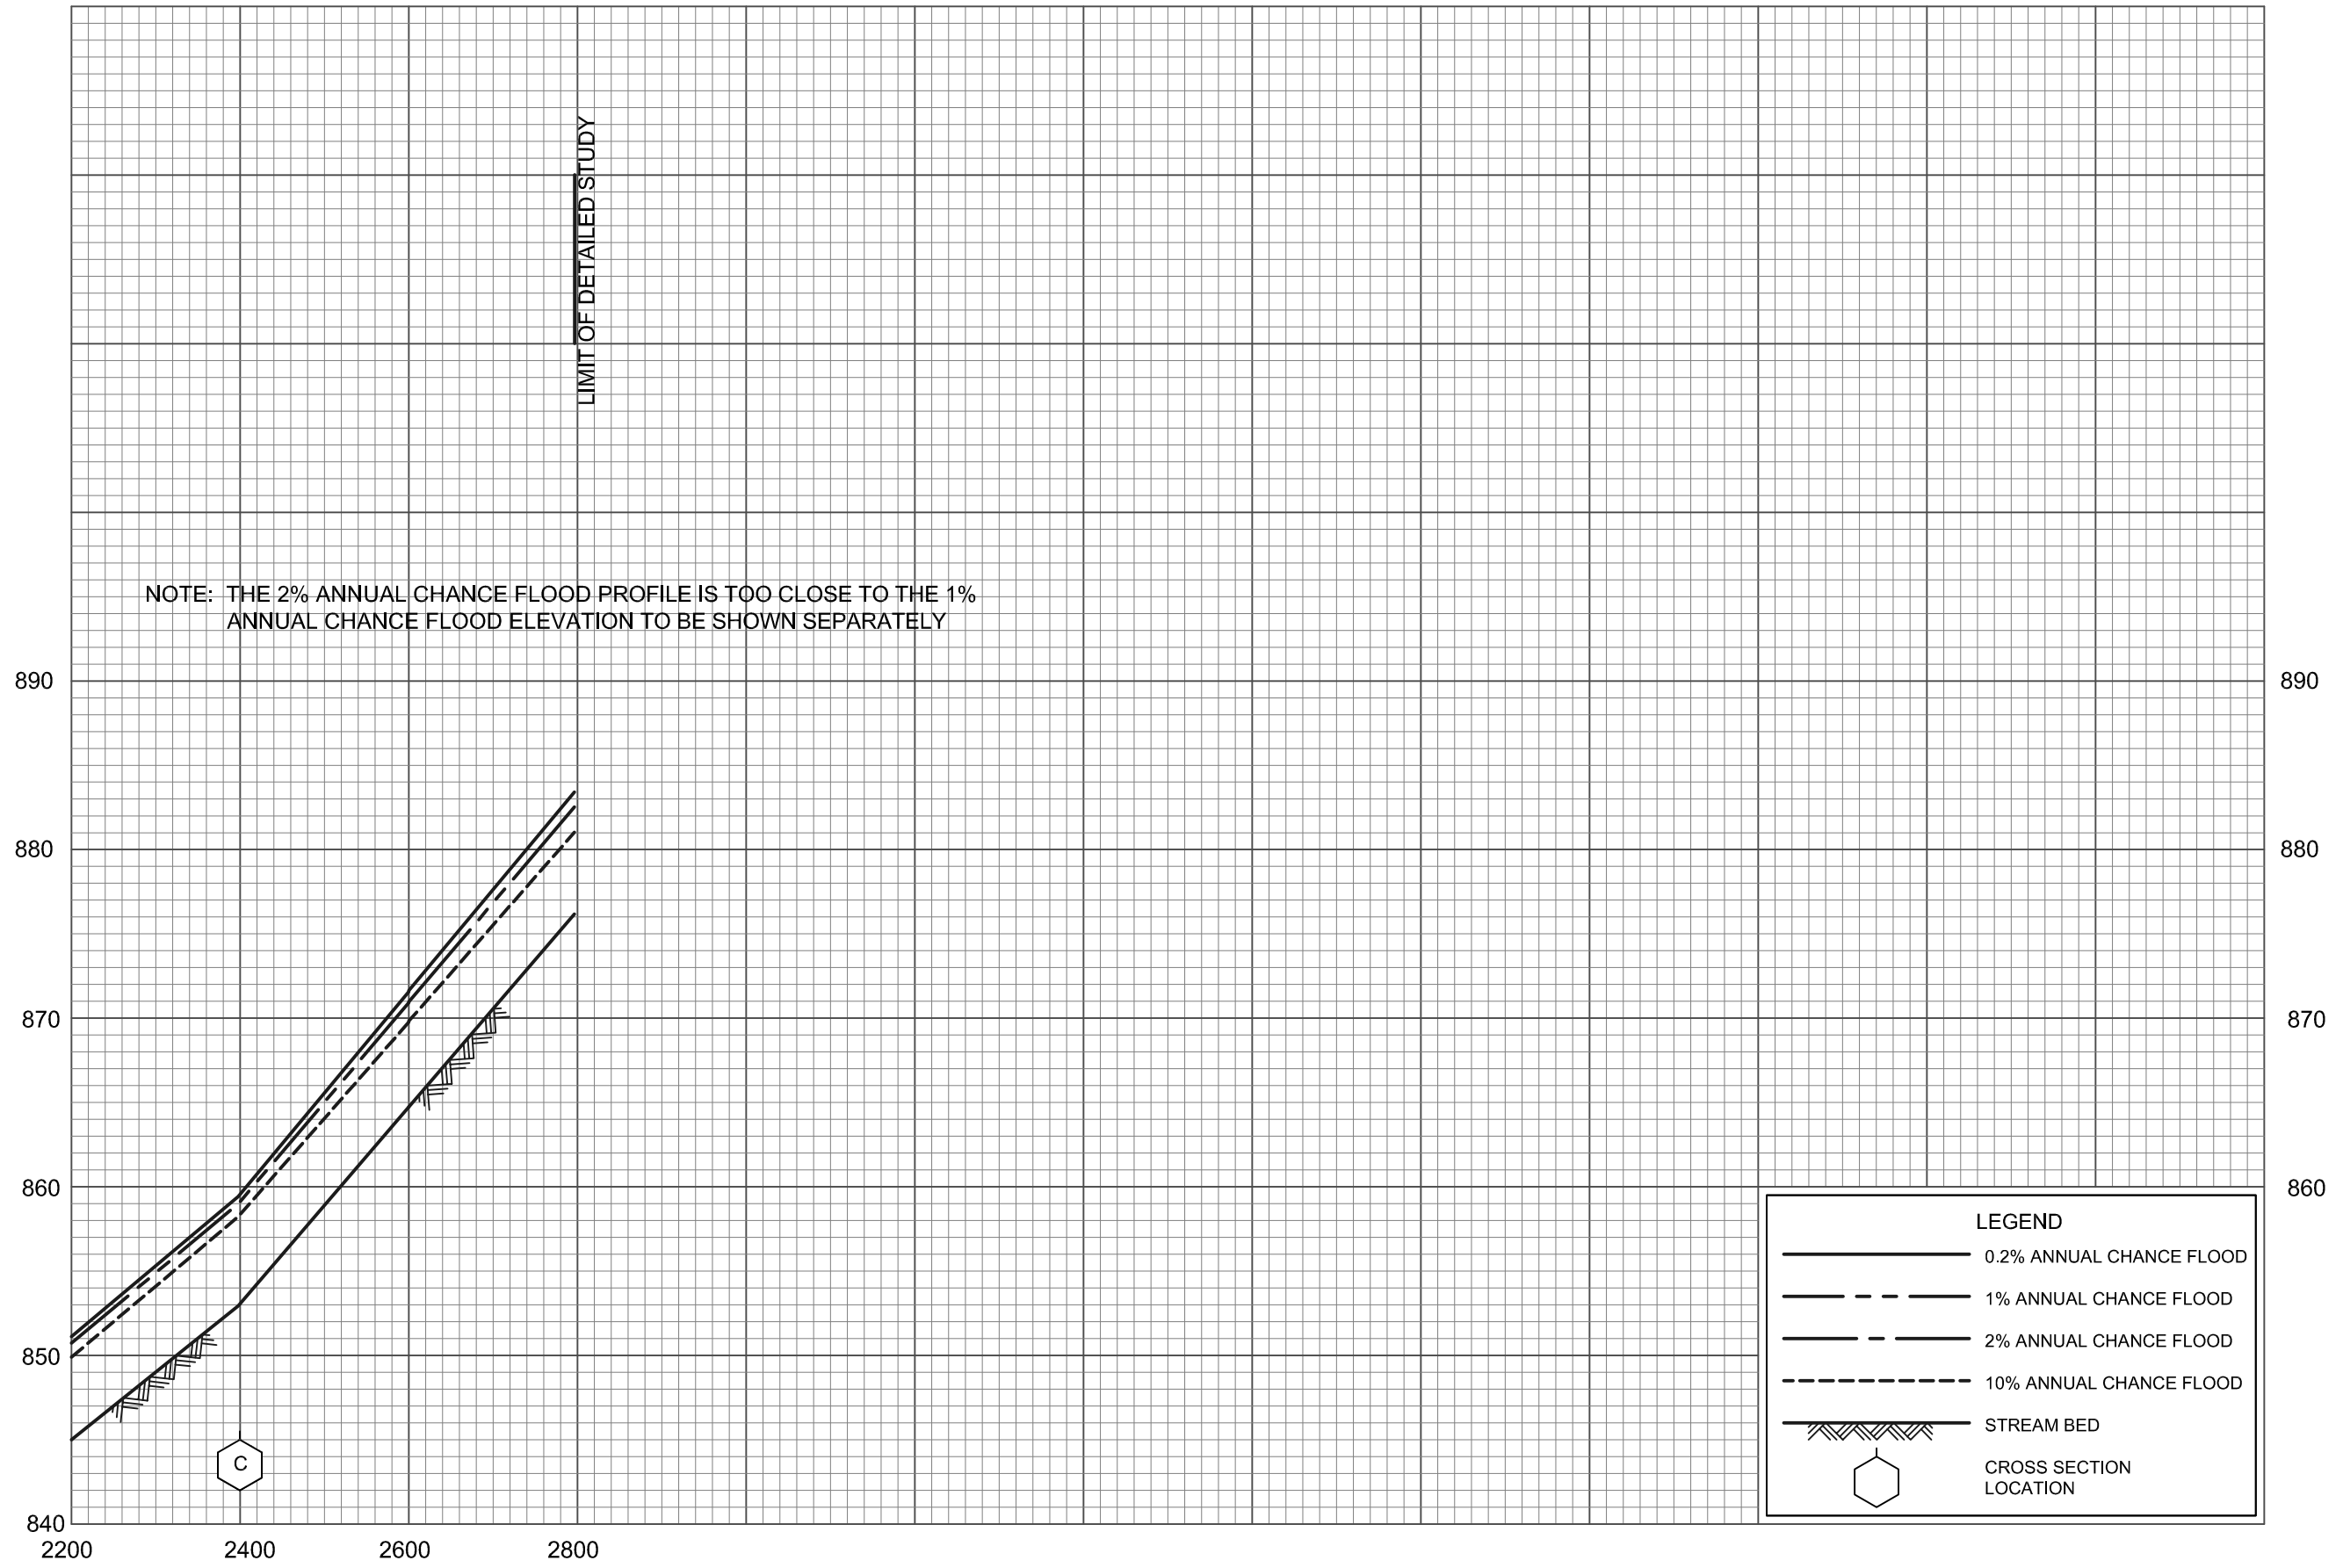 LIMIT OF DETAILED STUDY
NOTE: THE 2% ANNUAL CHANCE FLOOD PROFILE IS TOO CLOSE TO THE 1%
ANNUAL CHANCE FLOOD ELEVATION TO BE SHOWN SEPARATELY
890 890
880 880
870 870
860 860
850
840
C
2200 2400 2600 2800
LEGEND
0.2% ANNUAL CHANCE FLOOD
1% ANNUAL CHANCE FLOOD
2% ANNUAL CHANCE FLOOD
10% ANNUAL CHANCE FLOOD
STREAM BED
CROSS SECTION
LOCATION